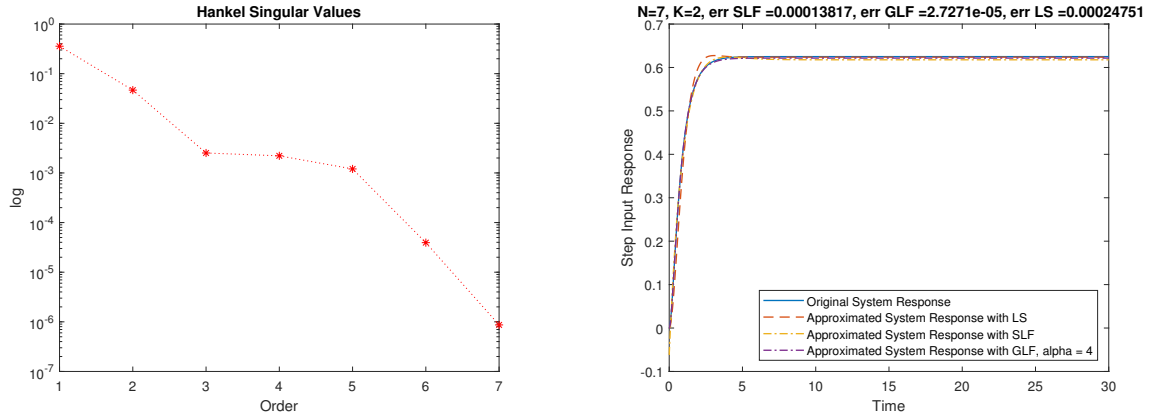 Hankel Singular Values
10^0
10^-1
10^-2
10^-3
10^-4
10^-5
10^-6
10^-7
log
1 2 3 4 5 6 7
Order
N=7, K=2, err SLF =0.00013817, err GLF =2.7271e-05, err LS =0.00024751
0.7
0.6
0.5
0.4
0.3
0.2
0.1
0
-0.1
Step Input Response
Original System Response
Approximated System Response with LS
Approximated System Response with SLF
Approximated System Response with GLF, alpha = 4
0 5 10 15 20 25 30
Time